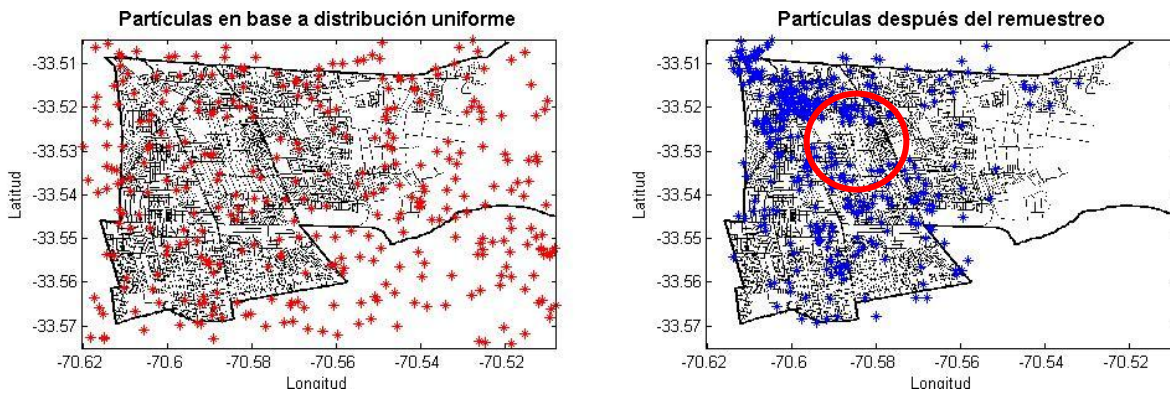 Partículas en base a distribución uniforme
-33.51
-33.52
-33.53
-33.54
-33.55
-33.56
-33.57
Latitud
-70.62 -70.6 -70.58 -70.56 -70.54 -70.52
Longitud
Partículas después del remuestreo
-33.51
-33.52
-33.53
-33.54
-33.55
-33.56
-33.57
Latitud
-70.62 -70.6 -70.58 -70.56 -70.54 -70.52
Longitud